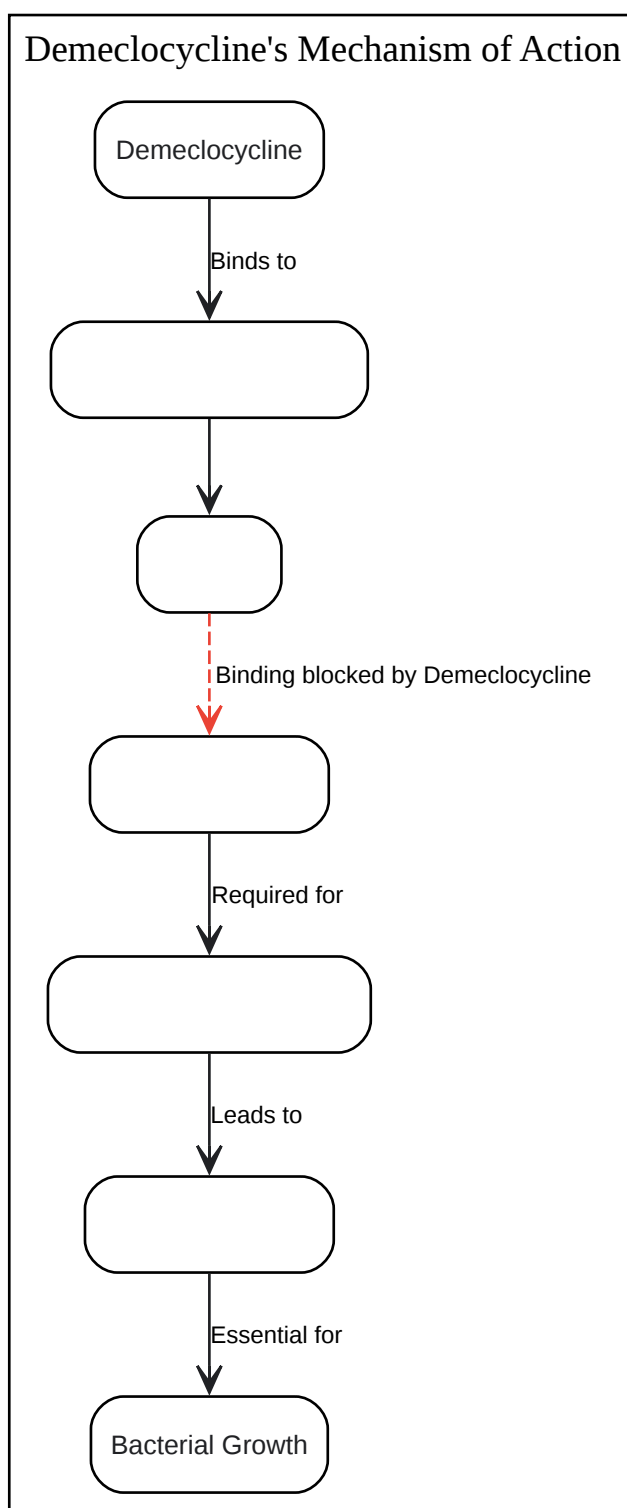 Demeclocycline's Mechanism of Action
Demeclocycline
Binds to
Binding blocked by Demeclocycline
Required for
Leads to
Essential for
Bacterial Growth